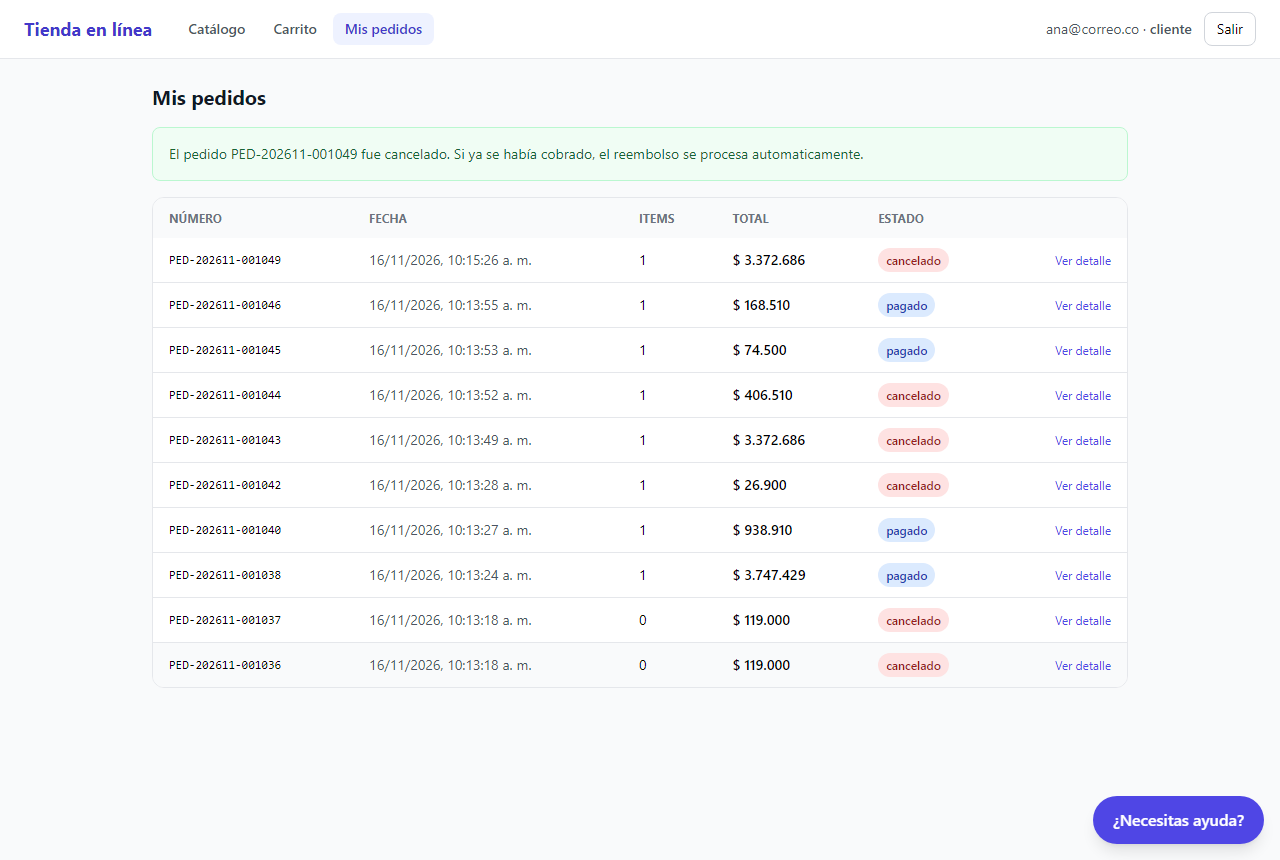 Tienda en línea Catálogo Carrito Mis pedidos ana@correo.co · cliente Salir
Mis pedidos
El pedido PED-202611-001049 fue cancelado. Si ya se había cobrado, el reembolso se procesa automaticamente.
NÚMERO FECHA ITEMS TOTAL ESTADO
PED-202611-001049 16/11/2026, 10:15:26 a. m. 1 $ 3.372.686 cancelado Ver detalle
PED-202611-001046 16/11/2026, 10:13:55 a. m. 1 $ 168.510 pagado Ver detalle
PED-202611-001045 16/11/2026, 10:13:53 a. m. 1 $ 74.500 pagado Ver detalle
PED-202611-001044 16/11/2026, 10:13:52 a. m. 1 $ 406.510 cancelado Ver detalle
PED-202611-001043 16/11/2026, 10:13:49 a. m. 1 $ 3.372.686 cancelado Ver detalle
PED-202611-001042 16/11/2026, 10:13:28 a. m. 1 $ 26.900 cancelado Ver detalle
PED-202611-001040 16/11/2026, 10:13:27 a. m. 1 $ 938.910 pagado Ver detalle
PED-202611-001038 16/11/2026, 10:13:24 a. m. 1 $ 3.747.429 pagado Ver detalle
PED-202611-001037 16/11/2026, 10:13:18 a. m. 0 $ 119.000 cancelado Ver detalle
PED-202611-001036 16/11/2026, 10:13:18 a. m. 0 $ 119.000 cancelado Ver detalle
¿Necesitas ayuda?